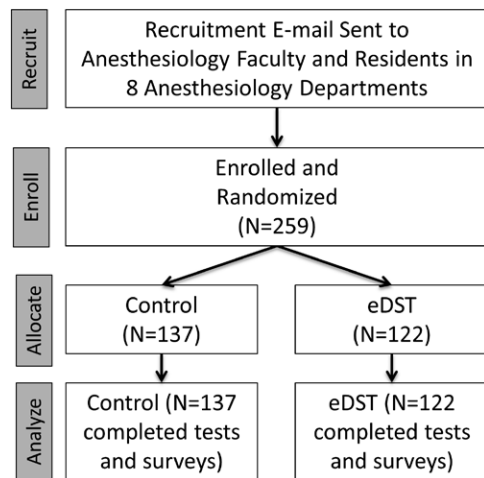 Recruit
Recruitment E-mail Sent to
Anesthesiology Faculty and Residents in
8 Anesthesiology Departments
Enroll
Enrolled and
Randomized
(N=259)
Allocate
Control
(N=137)
eDST
(N=122)
Analyze
Control (N=137
completed tests
and surveys)
eDST (N=122
completed tests
and surveys)